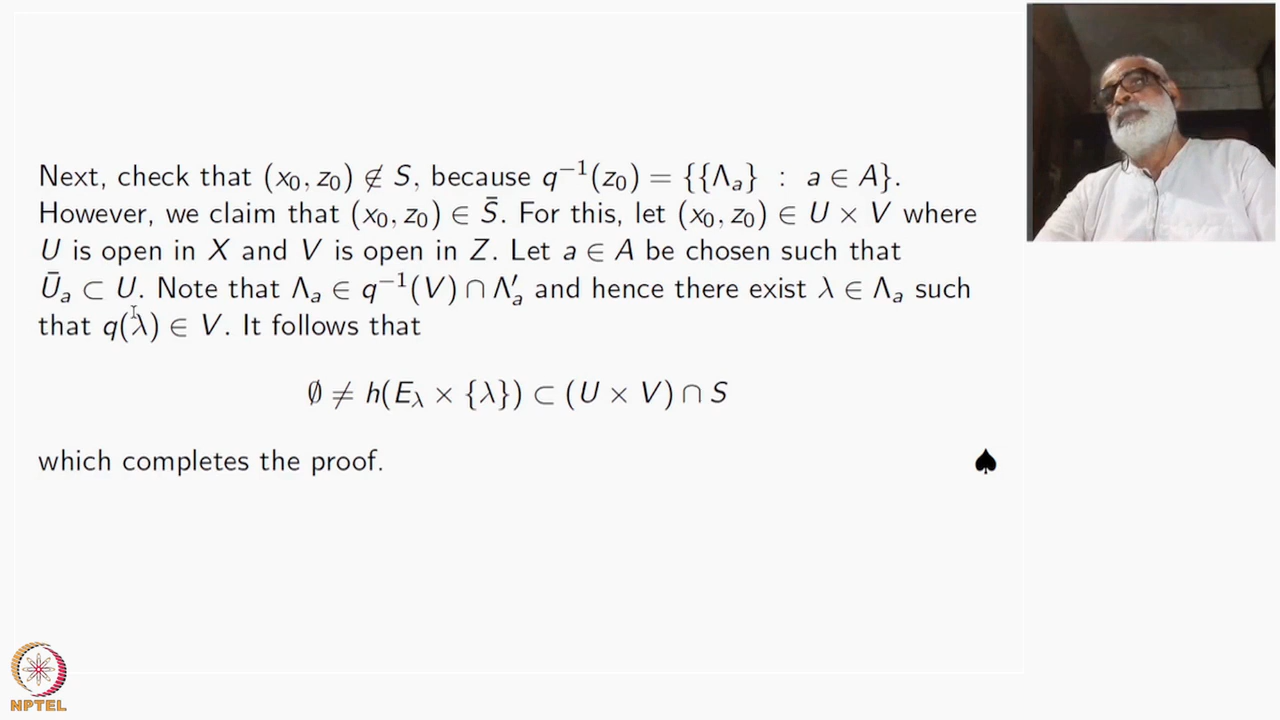 Next, check that (x₀, z₀) ∉ S, because q⁻¹(z₀) = {{Λₐ} : a ∈ A}.
However, we claim that (x₀, z₀) ∈ S̄. For this, let (x₀, z₀) ∈ U × V where
U is open in X and V is open in Z. Let a ∈ A be chosen such that
Ūₐ ⊂ U. Note that Λₐ ∈ q⁻¹(V) ∩ Λ′ₐ and hence there exist λ ∈ Λₐ such
that q(λ) ∈ V. It follows that
∅ ≠ h(E_λ × {λ}) ⊂ (U × V) ∩ S
which completes the proof. ♠
NPTEL